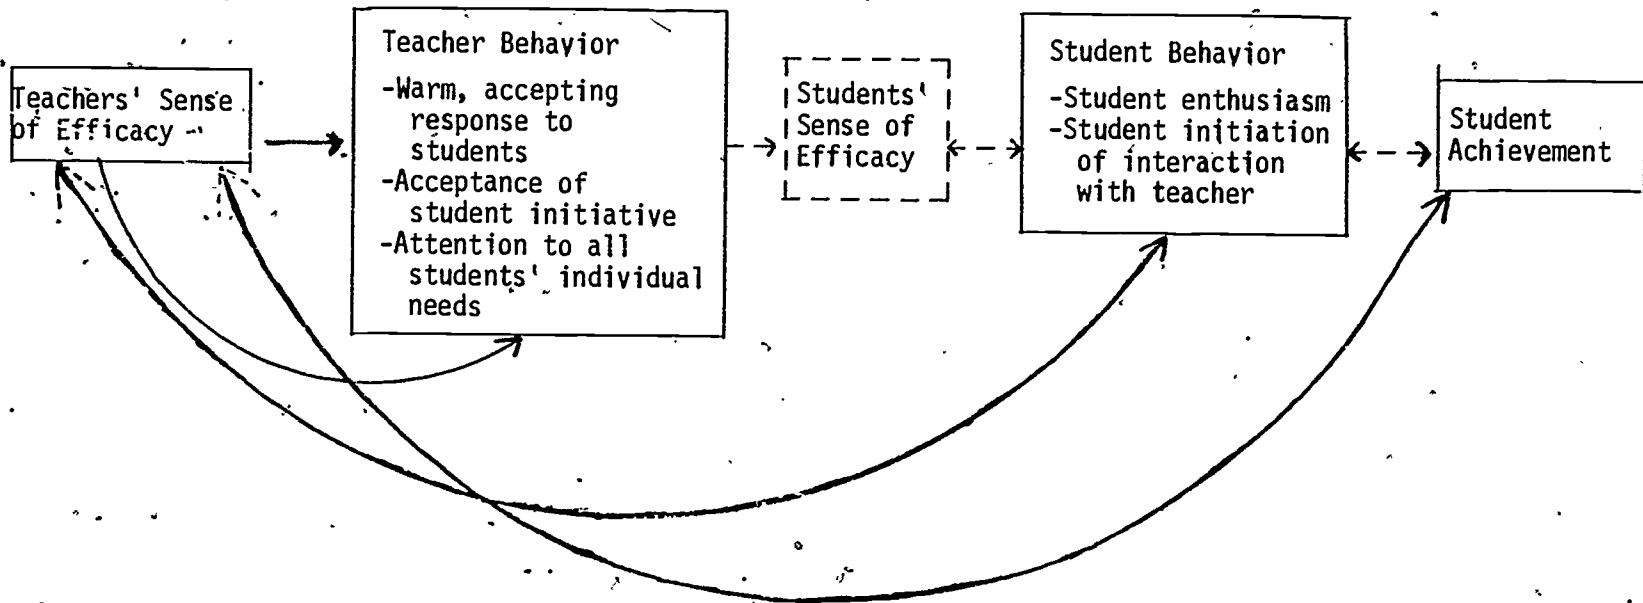 Teachers' Sense
of Efficacy
Teacher Behavior
-Warm, accepting
response to
students
-Acceptance of
student initiative
-Attention to all
students' individual
needs
Students'
Sense of
Efficacy
Student Behavior
-Student enthusiasm
-Student initiation
of interaction
with teacher
Student
Achievement